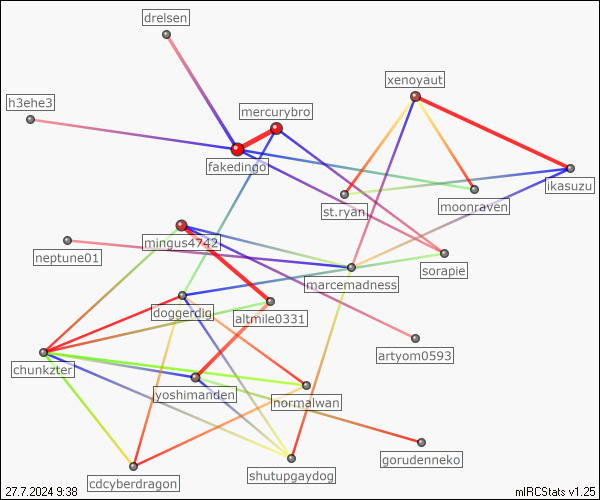 drelsen
xenoyaut
h3ehe3
mercurybro
fakedingo
ikasuzu
st.ryan
moonraven
mingus4742
neptune01
sorapie
marcemadness
doggerdig
altmile0331
artyom0593
chunkzter
yoshimanden
normalwan
gorudenneko
shutupgaydog
cdcyberdragon
27.7.2024 9:38
mIRCStats v1.25